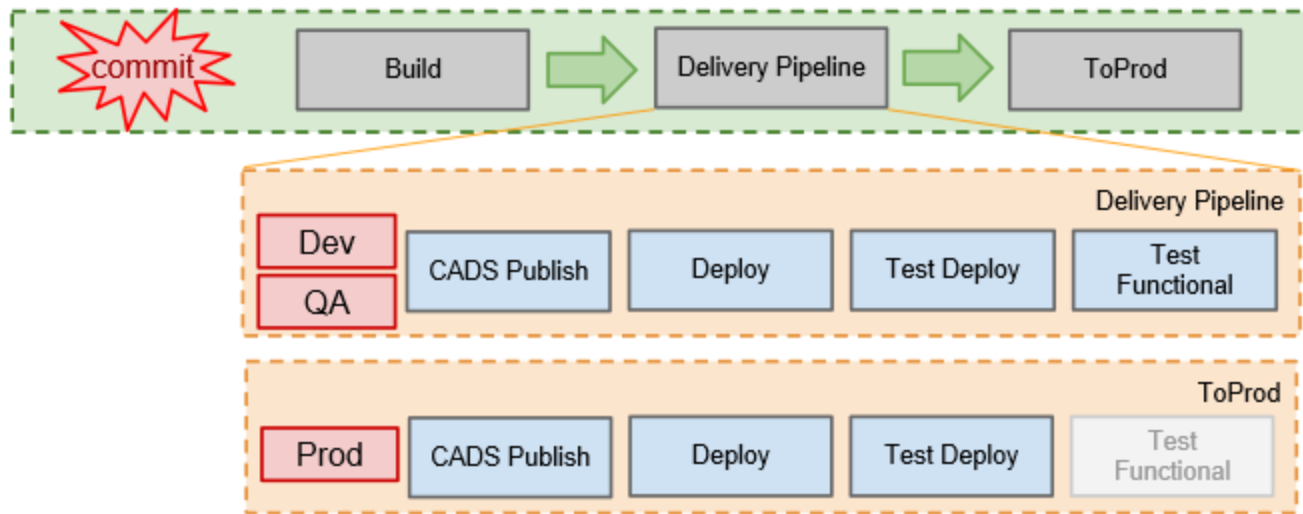 commit
Build
Delivery Pipeline
ToProd
Delivery Pipeline
Dev
QA
CADS Publish
Deploy
Test Deploy
Test
Functional
ToProd
Prod
CADS Publish
Deploy
Test Deploy
Test
Functional